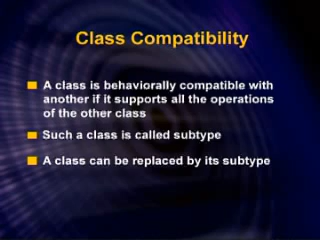 Class Compatibility
A class is behaviorally compatible with
another if it supports all the operations
of the other class
Such a class is called subtype
A class can be replaced by its subtype